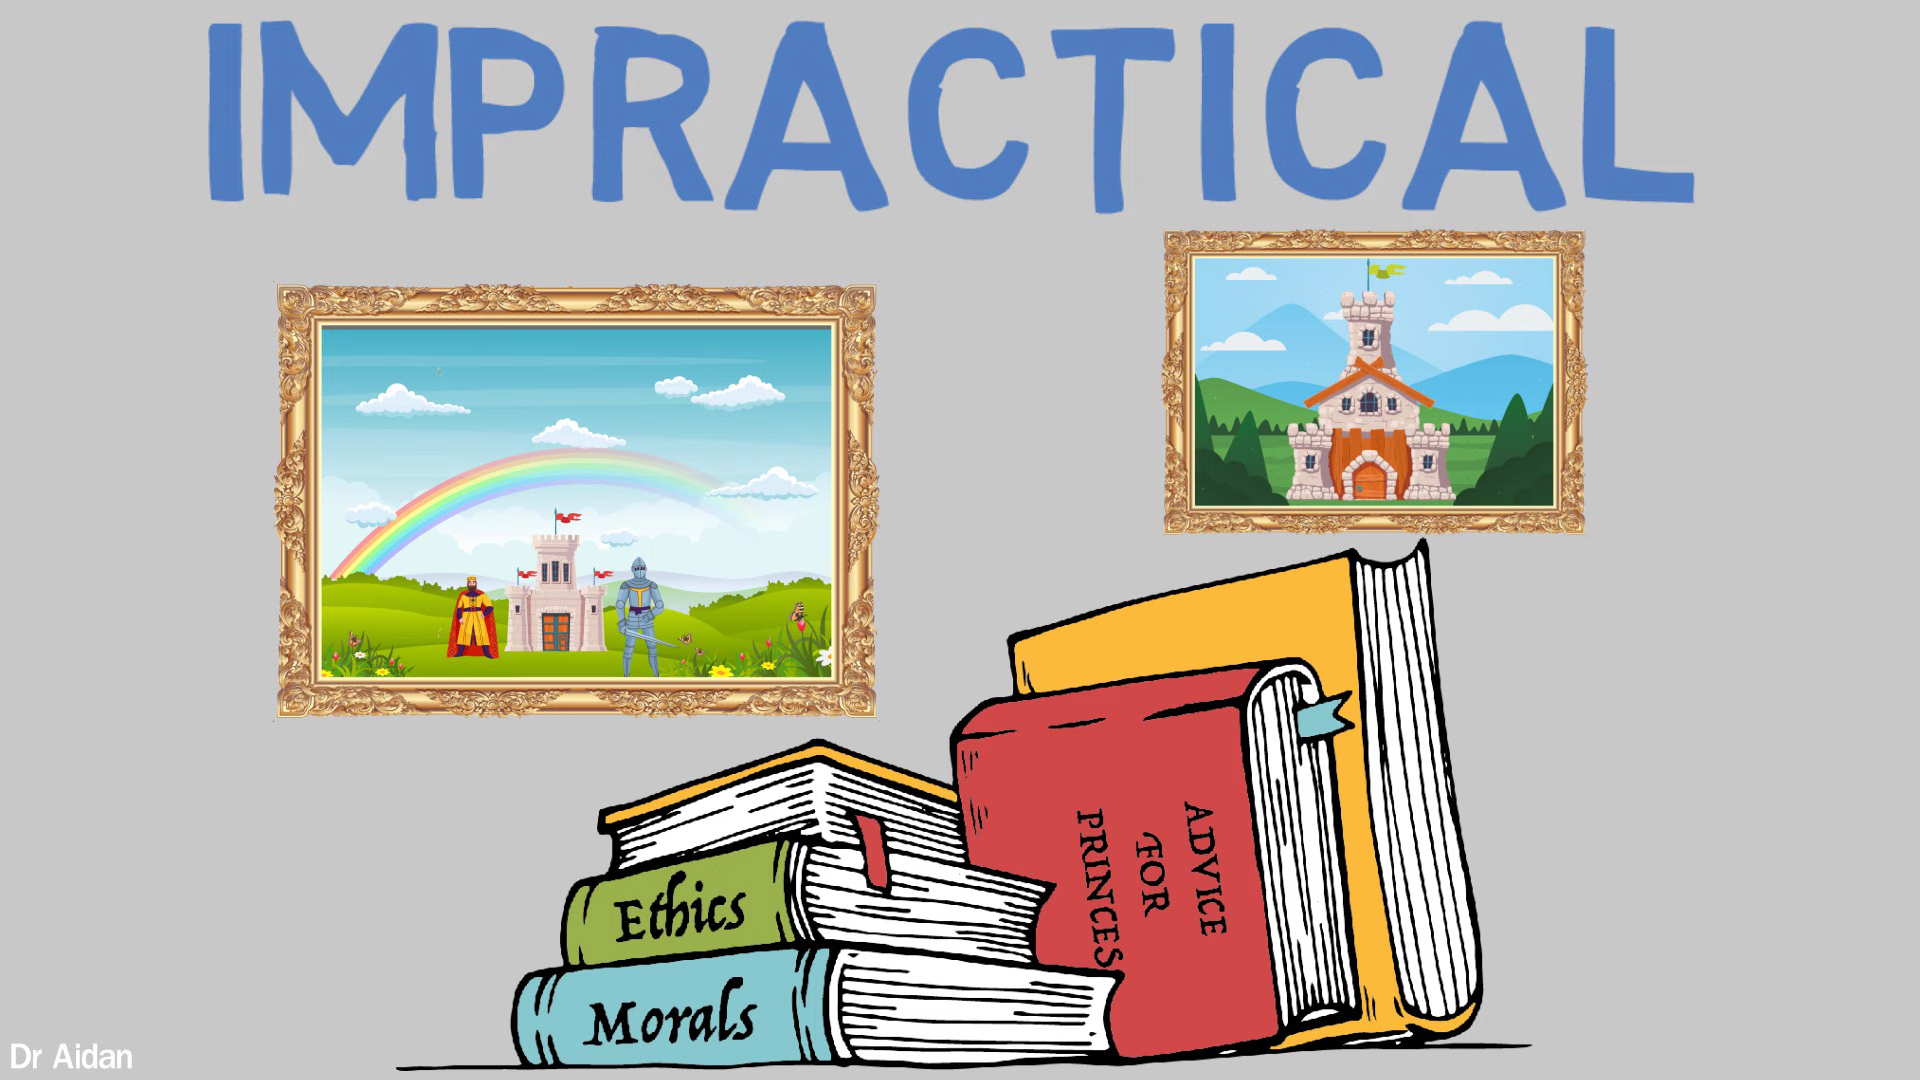 IMPRACTICAL
ADVICE
FOR
PRINCES
Ethics
Morals
Dr Aidan